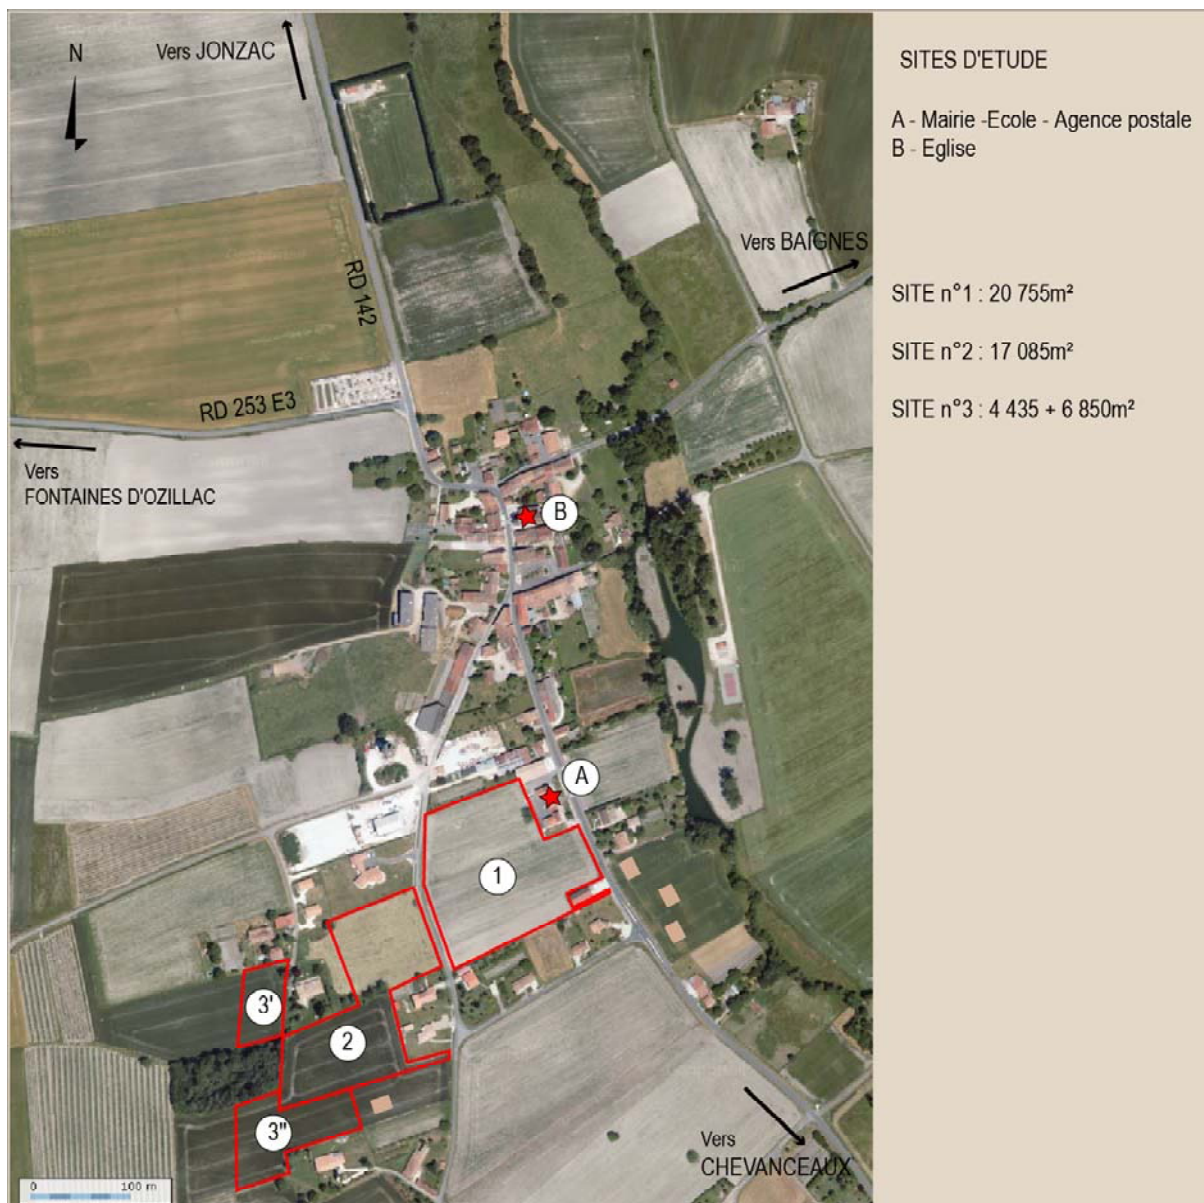 N
Vers JONZAC
SITES D'ETUDE
A - Mairie -Ecole - Agence postale
B - Eglise
Vers BAIGNES
RD 142
SITE n°1 : 20 755m²
SITE n°2 : 17 085m²
SITE n°3 : 4 435 + 6 850m²
RD 253 E3
Vers
FONTAINES D'OZILLAC
B
A
1
3'
2
3"
Vers
CHEVANCEAUX
0 100 m